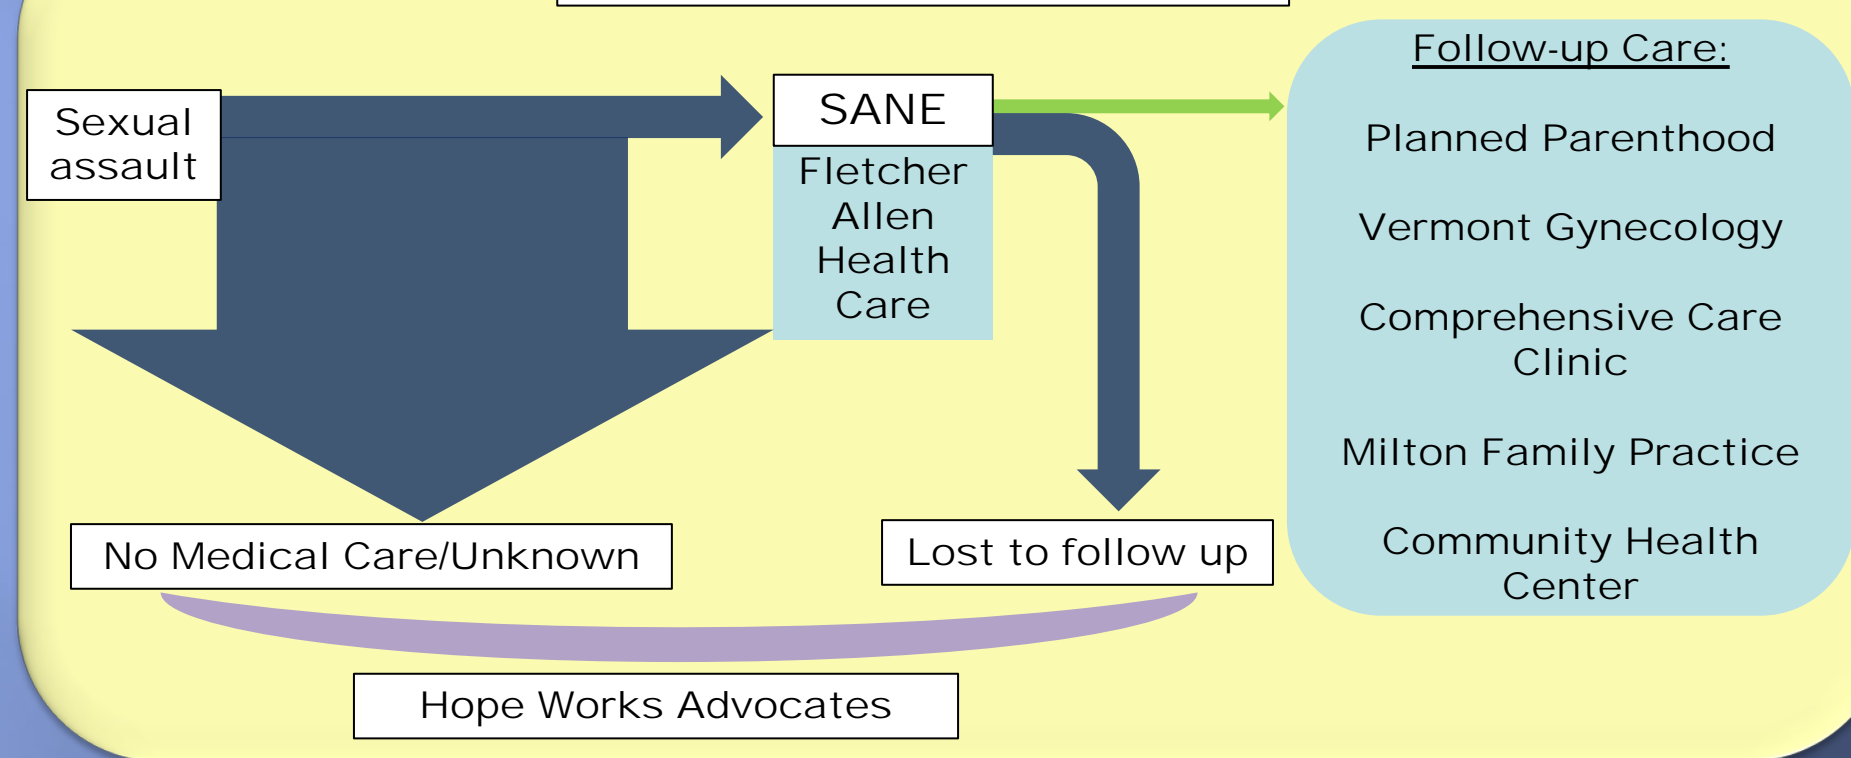 Sexual
assault
SANE
Fletcher
Allen
Health
Care
No Medical Care/Unknown
Lost to follow up
Hope Works Advocates
Follow-up Care:
Planned Parenthood
Vermont Gynecology
Comprehensive Care
Clinic
Milton Family Practice
Community Health
Center